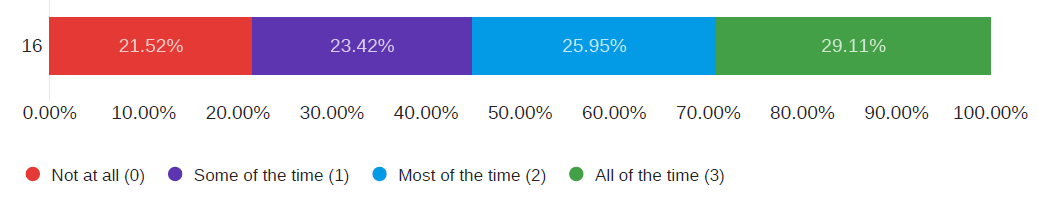 16 21.52% 23.42% 25.95% 29.11%
0.00% 10.00% 20.00% 30.00% 40.00% 50.00% 60.00% 70.00% 80.00% 90.00% 100.00%
Not at all (0) Some of the time (1) Most of the time (2) All of the time (3)